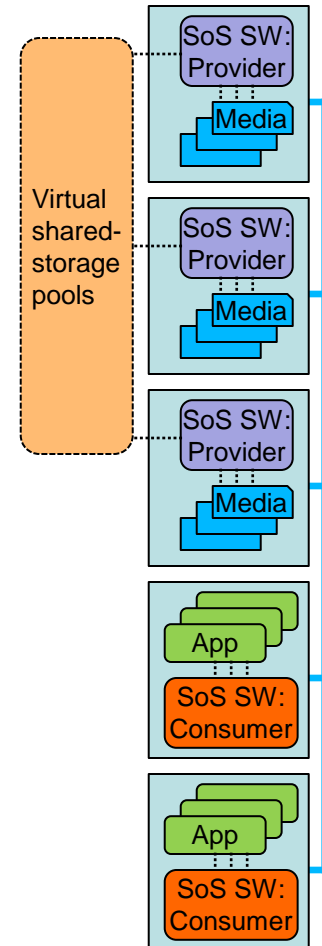 SoS SW:
Provider
Media
Virtual
shared-
storage
pools
SoS SW:
Provider
Media
SoS SW:
Provider
Media
App
SoS SW:
Consumer
App
SoS SW:
Consumer